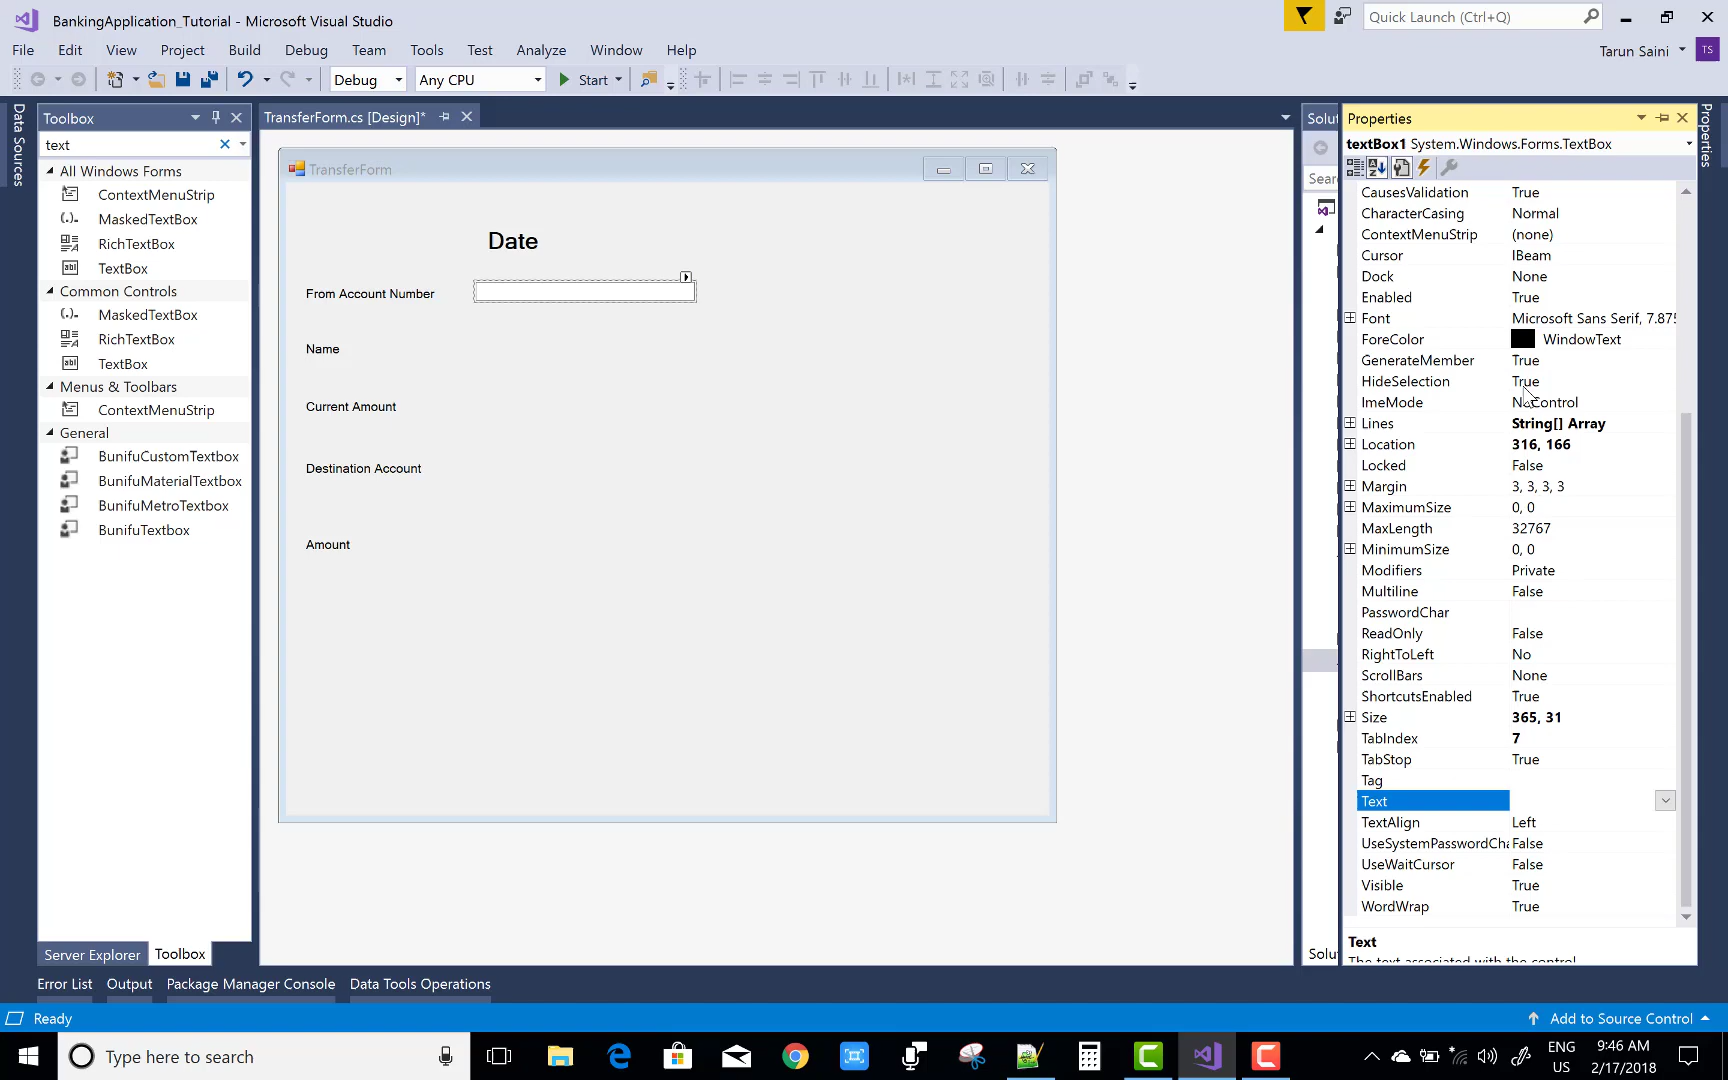 BankingApplication_Tutorial - Microsoft Visual Studio
Quick Launch (Ctrl+Q)
File Edit View Project Build Debug Team Tools Test Analyze Window Help
Tarun Saini TS
Debug Any CPU Start
Data Sources
Toolbox
text
All Windows Forms
ContextMenuStrip
MaskedTextBox
RichTextBox
TextBox
Common Controls
MaskedTextBox
RichTextBox
TextBox
Menus & Toolbars
ContextMenuStrip
General
BunifuCustomTextbox
BunifuMaterialTextbox
BunifuMetroTextbox
BunifuTextbox
Server Explorer Toolbox
TransferForm.cs [Design]*
TransferForm
Date
From Account Number
Name
Current Amount
Destination Account
Amount
Solut
Sear
Solut
Properties
textBox1 System.Windows.Forms.TextBox
CausesValidation True
CharacterCasing Normal
ContextMenuStrip (none)
Cursor IBeam
Dock None
Enabled True
Font Microsoft Sans Serif, 7.875
ForeColor WindowText
GenerateMember True
HideSelection True
ImeMode NoControl
Lines String[] Array
Location 316, 166
Locked False
Margin 3, 3, 3, 3
MaximumSize 0, 0
MaxLength 32767
MinimumSize 0, 0
Modifiers Private
Multiline False
PasswordChar
ReadOnly False
RightToLeft No
ScrollBars None
ShortcutsEnabled True
Size 365, 31
TabIndex 7
TabStop True
Tag
Text
TextAlign Left
UseSystemPasswordCha False
UseWaitCursor False
Visible True
WordWrap True
Text
The text associated with the control.
Properties
Error List Output Package Manager Console Data Tools Operations
Ready
Add to Source Control
Type here to search
ENG
US
9:46 AM
2/17/2018